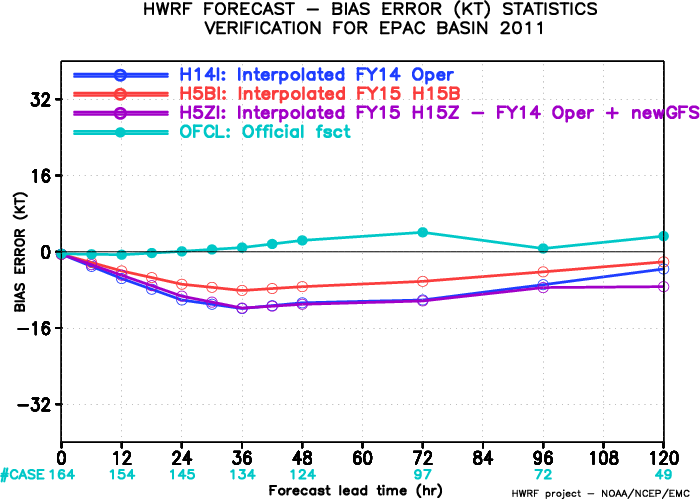 HWRF FORECAST – BIAS ERROR (KT) STATISTICS
VERIFICATION FOR EPAC BASIN 2011
H14I: Interpolated FY14 Oper
H5BI: Interpolated FY15 H15B
H5ZI: Interpolated FY15 H15Z – FY14 Oper + newGFS
OFCL: Official fsct
BIAS ERROR (KT)
32
16
0
−16
−32
0 12 24 36 48 60 72 84 96 108 120
#CASE 164 154 145 134 124 97 72 49
Forecast lead time (hr)
HWRF project – NOAA/NCEP/EMC